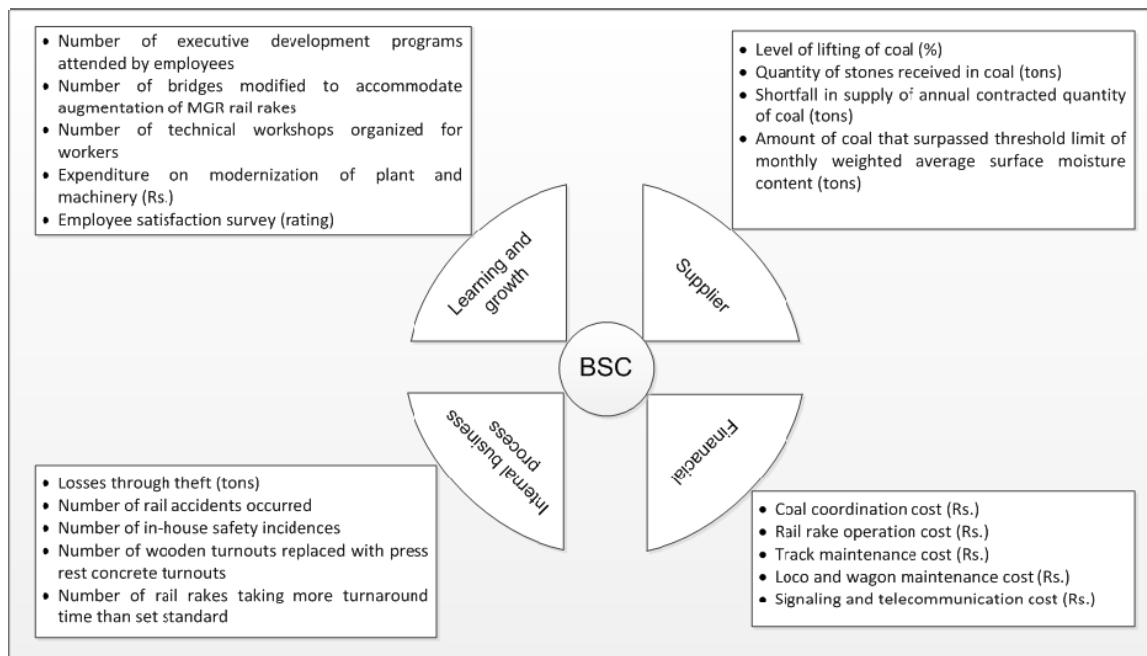 • Number of executive development programs
attended by employees
• Number of bridges modified to accommodate
augmentation of MGR rail rakes
• Number of technical workshops organized for
workers
• Expenditure on modernization of plant and
machinery (Rs.)
• Employee satisfaction survey (rating)
• Level of lifting of coal (%)
• Quantity of stones received in coal (tons)
• Shortfall in supply of annual contracted quantity
of coal (tons)
• Amount of coal that surpassed threshold limit of
monthly weighted average surface moisture
content (tons)
Learning and
growth
Supplier
BSC
Internal business
process
Finanacial
• Losses through theft (tons)
• Number of rail accidents occurred
• Number of in-house safety incidences
• Number of wooden turnouts replaced with press
rest concrete turnouts
• Number of rail rakes taking more turnaround
time than set standard
• Coal coordination cost (Rs.)
• Rail rake operation cost (Rs.)
• Track maintenance cost (Rs.)
• Loco and wagon maintenance cost (Rs.)
• Signaling and telecommunication cost (Rs.)